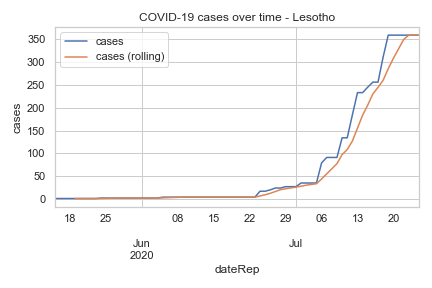 COVID-19 cases over time - Lesotho
cases
cases (rolling)
350
300
250
200
150
100
50
0
cases
18 25 08 15 22 29 06 13 20
Jun Jul
2020
dateRep